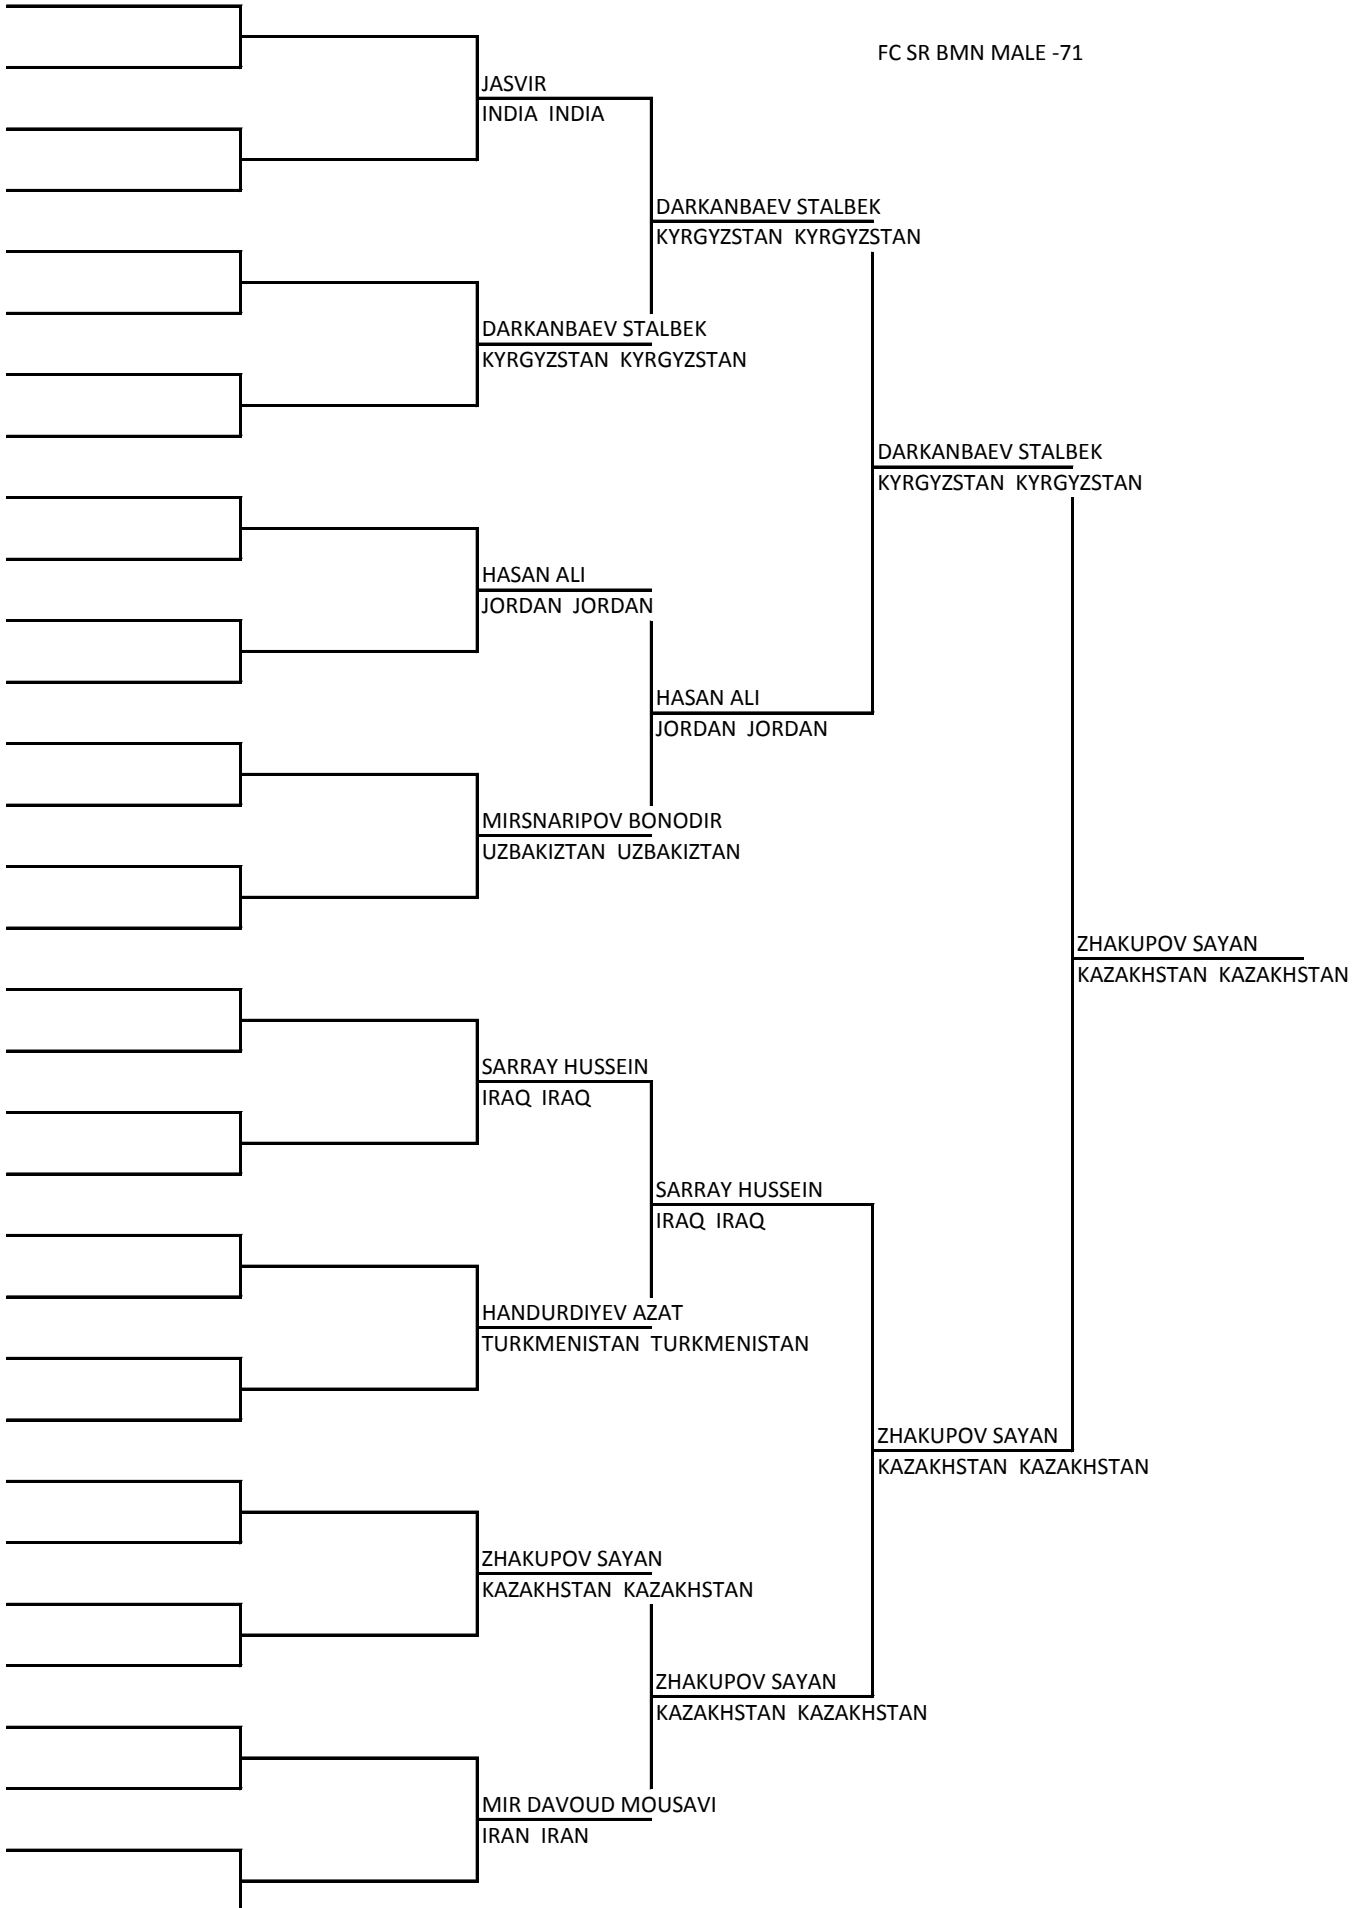 FC SR BMN MALE -71
JASVIR
INDIA  INDIA
DARKANBAEV STALBEK
KYRGYZSTAN  KYRGYZSTAN
DARKANBAEV STALBEK
KYRGYZSTAN  KYRGYZSTAN
DARKANBAEV STALBEK
KYRGYZSTAN  KYRGYZSTAN
HASAN ALI
JORDAN  JORDAN
HASAN ALI
JORDAN  JORDAN
MIRSNARIPOV BONODIR
UZBAKIZTAN  UZBAKIZTAN
ZHAKUPOV SAYAN
KAZAKHSTAN  KAZAKHSTAN
SARRAY HUSSEIN
IRAQ  IRAQ
SARRAY HUSSEIN
IRAQ  IRAQ
HANDURDIYEV AZAT
TURKMENISTAN  TURKMENISTAN
ZHAKUPOV SAYAN
KAZAKHSTAN  KAZAKHSTAN
ZHAKUPOV SAYAN
KAZAKHSTAN  KAZAKHSTAN
ZHAKUPOV SAYAN
KAZAKHSTAN  KAZAKHSTAN
MIR DAVOUD MOUSAVI
IRAN  IRAN